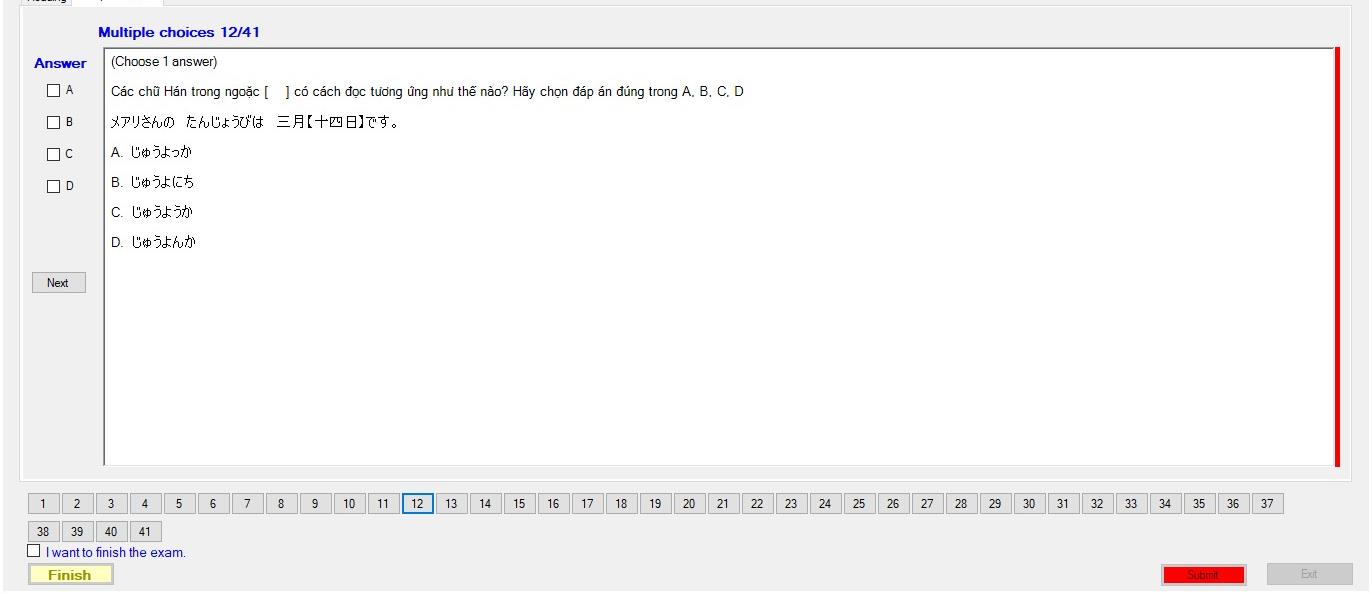 Multiple choices 12/41
Answer
(Choose 1 answer)
A
Các chữ Hán trong ngoặc [ ] có cách đọc tương ứng như thế nào? Hãy chọn đáp án đúng trong A, B, C, D
B
メアリさんの たんじょうびは 三月【十四日】です。
C
A. じゅうよっか
D
B. じゅうよにち
C. じゅうようか
D. じゅうよんか
Next
1 2 3 4 5 6 7 8 9 10 11 12 13 14 15 16 17 18 19 20 21 22 23 24 25 26 27 28 29 30 31 32 33 34 35 36 37
38 39 40 41
I want to finish the exam.
Finish
Submit
Exit